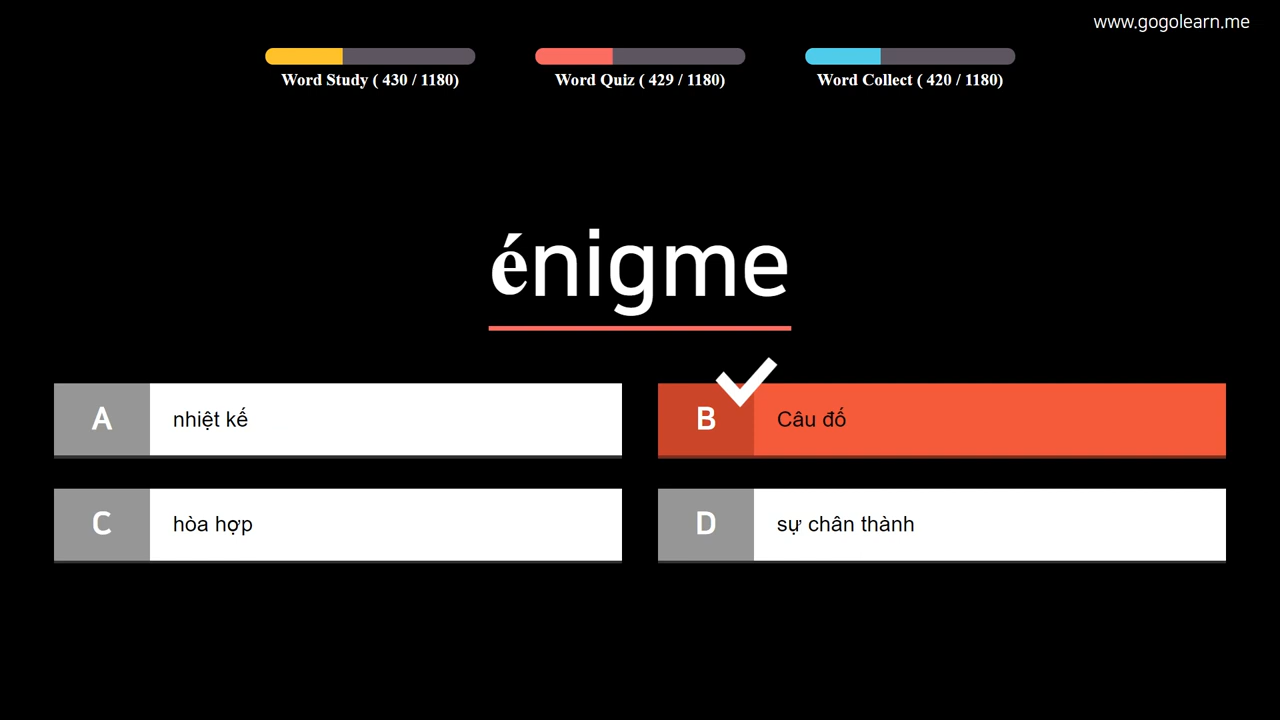 www.gogolearn.me
Word Study ( 430 / 1180)
Word Quiz ( 429 / 1180)
Word Collect ( 420 / 1180)
énigme
A nhiệt kế
B Câu đố
C hòa hợp
D sự chân thành